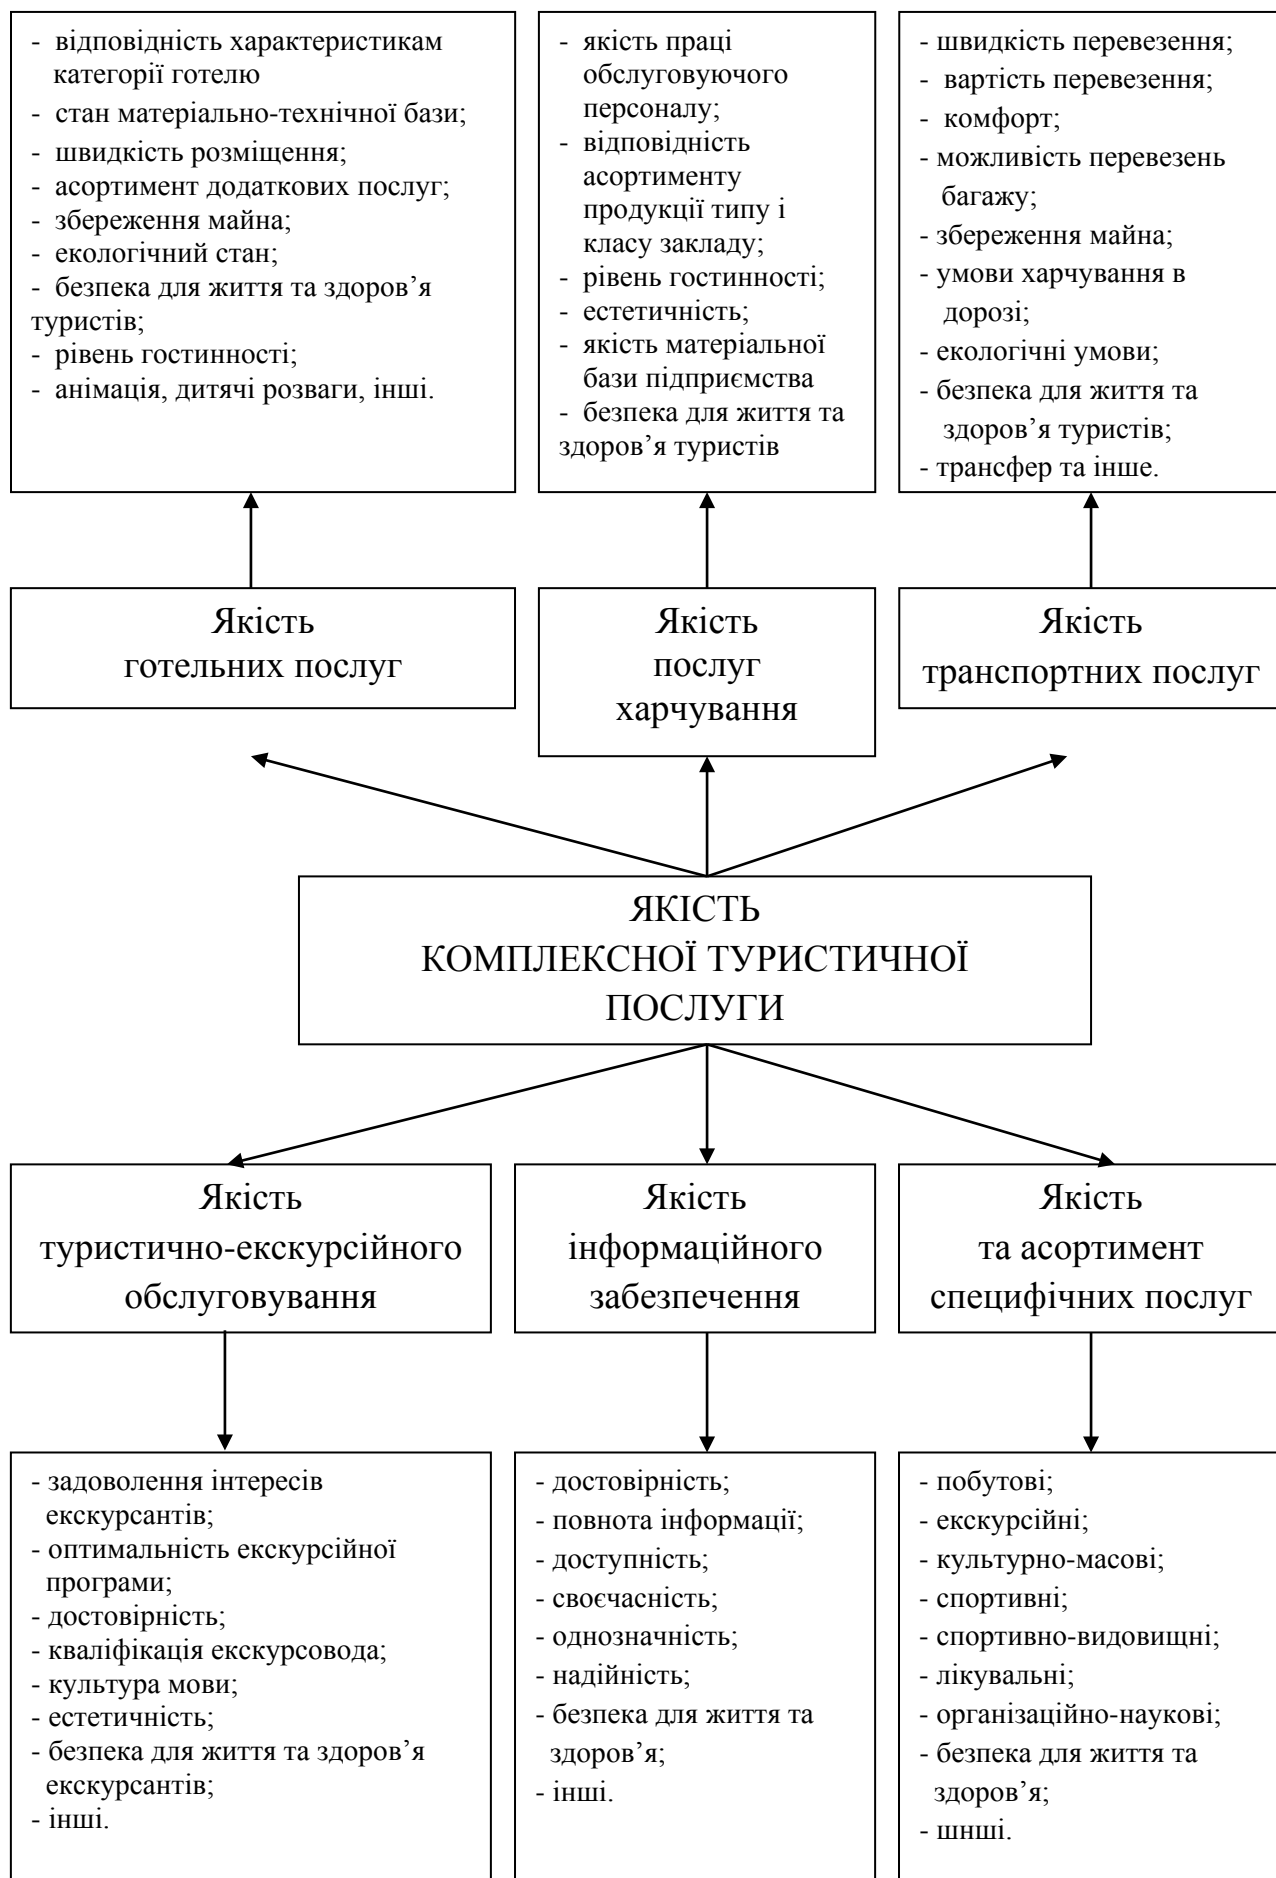 - відповідність характеристикам
категорії готелю
- стан матеріально-технічної бази;
- швидкість розміщення;
- асортимент додаткових послуг;
- збереження майна;
- екологічний стан;
- безпека для життя та здоров’я
туристів;
- рівень гостинності;
- анімація, дитячі розваги, інші.
- якість праці
обслуговуючого
персоналу;
- відповідність
асортименту
продукції типу і
класу закладу;
- рівень гостинності;
- естетичність;
- якість матеріальної
бази підприємства
- безпека для життя та
здоров’я туристів
- швидкість перевезення;
- вартість перевезення;
- комфорт;
- можливість перевезень
багажу;
- збереження майна;
- умови харчування в
дорозі;
- екологічні умови;
- безпека для життя та
здоров’я туристів;
- трансфер та інше.
Якість
готельних послуг
Якість
послуг
харчування
Якість
транспортних послуг
ЯКІСТЬ
КОМПЛЕКСНОЇ ТУРИСТИЧНОЇ
ПОСЛУГИ
Якість
туристично-екскурсійного
обслуговування
Якість
інформаційного
забезпечення
Якість
та асортимент
специфічних послуг
- задоволення інтересів
екскурсантів;
- оптимальність екскурсійної
програми;
- достовірність;
- кваліфікація екскурсовода;
- культура мови;
- естетичність;
- безпека для життя та здоров’я
екскурсантів;
- інші.
- достовірність;
- повнота інформації;
- доступність;
- своєчасність;
- однозначність;
- надійність;
- безпека для життя та
здоров’я;
- інші.
- побутові;
- екскурсійні;
- культурно-масові;
- спортивні;
- спортивно-видовищні;
- лікувальні;
- організаційно-наукові;
- безпека для життя та
здоров’я;
- шнші.